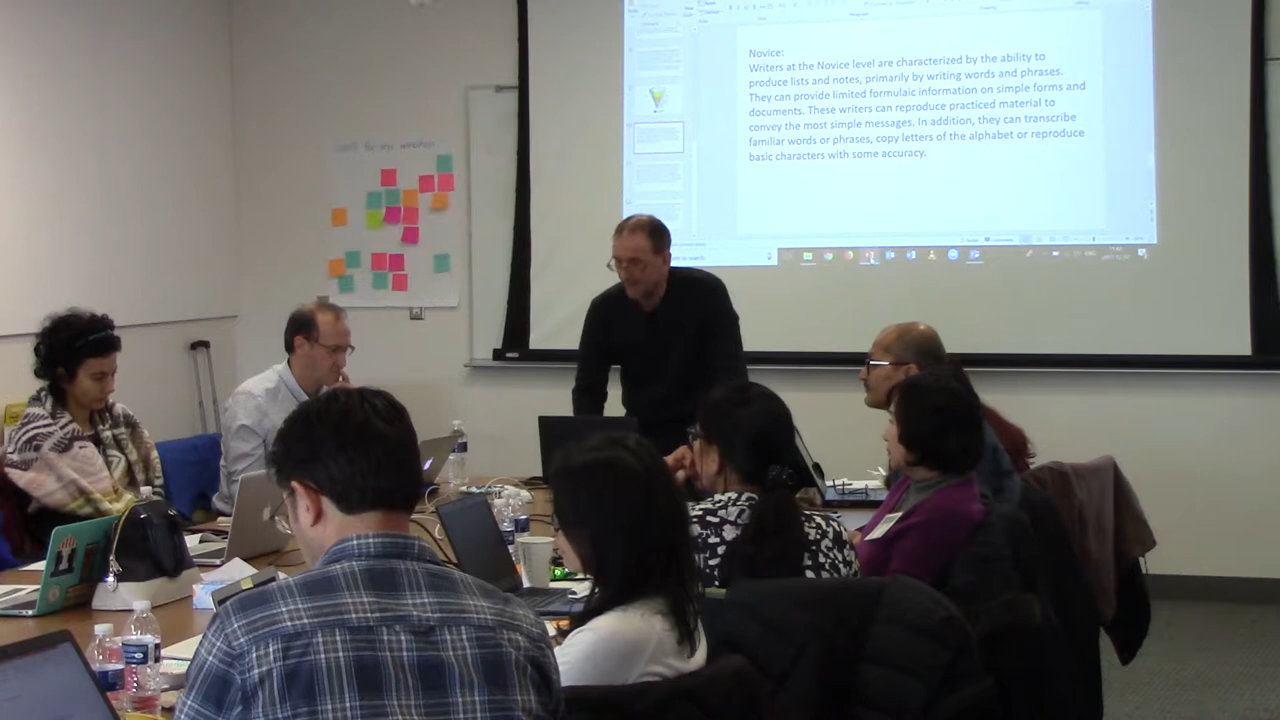 Novice:
Writers at the Novice level are characterized by the ability to
produce lists and notes, primarily by writing words and phrases.
They can provide limited formulaic information on simple forms and
documents. These writers can reproduce practiced material to
convey the most simple messages. In addition, they can transcribe
familiar words or phrases, copy letters of the alphabet or reproduce
basic characters with some accuracy.